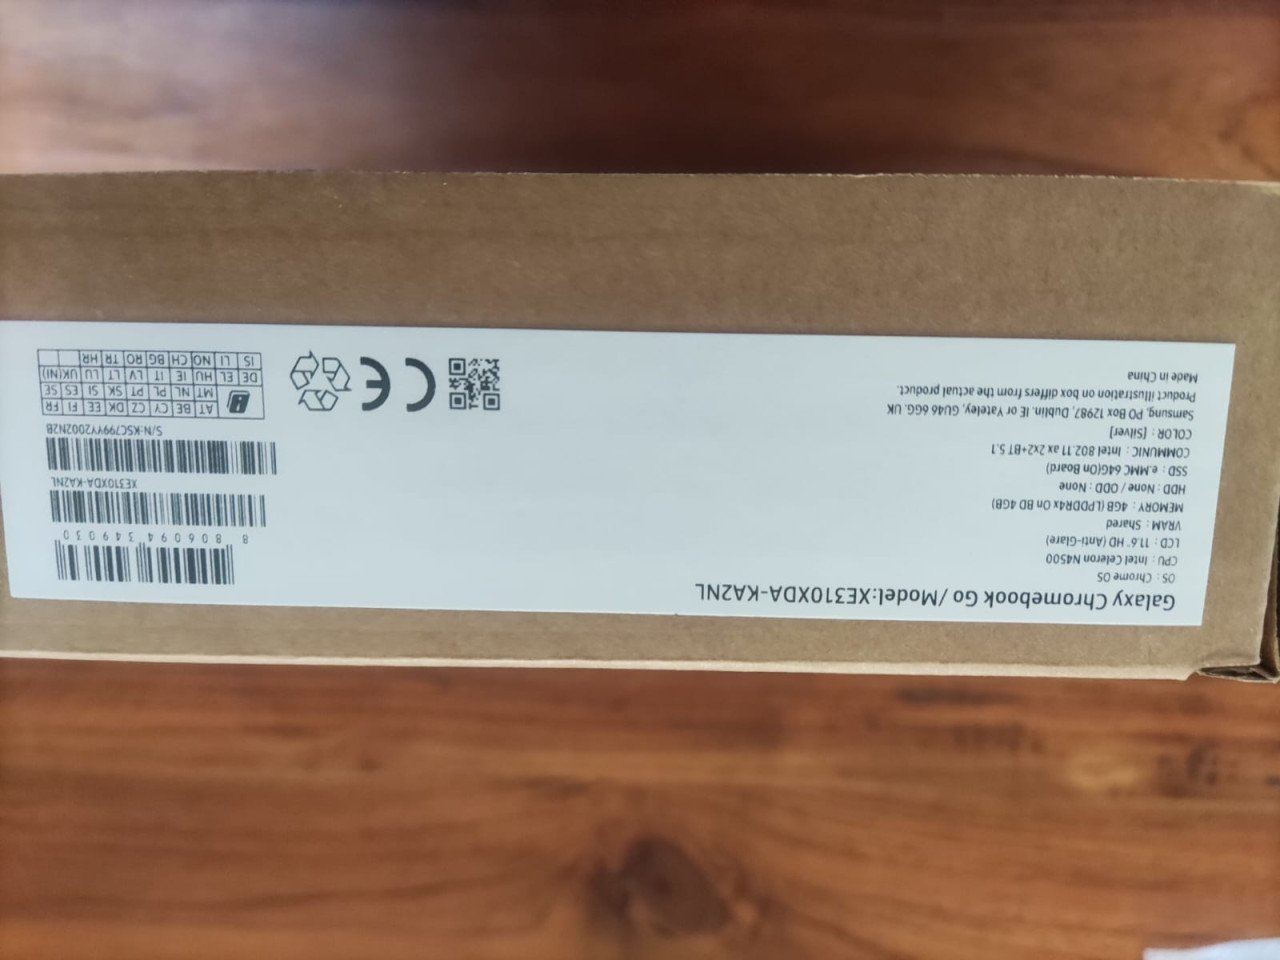 Galaxy Chromebook Go / Model:XE310XDA-KA2NL
OS : Chrome OS
CPU : Intel Celeron N4500
LCD : 11.6" HD (Anti-Glare)
VRAM : Shared
MEMORY : 4GB (LPDDR4x On BD 4GB)
HDD : None / ODD : None
SSD : e.MMC 64G(On Board)
COMMUNIC : Intel 802.11 ax 2x2+BT 5.1
COLOR : [Silver]
Samsung, PO Box 12987, Dublin. IE or Yateley, GU46 6GG. UK
Product illustration on box differs from the actual product.
Made in China
CE
8 806094 349030
XE310XDA-KA2NL
S/N:KSC799YY2002N2B
AT BE CY CZ DK EE FI FR
MT NL PL PT SK SI ES SE
DE EL HU IE IT LV LT LU UK(NI)
IS LI NO CH BG RO TR HR